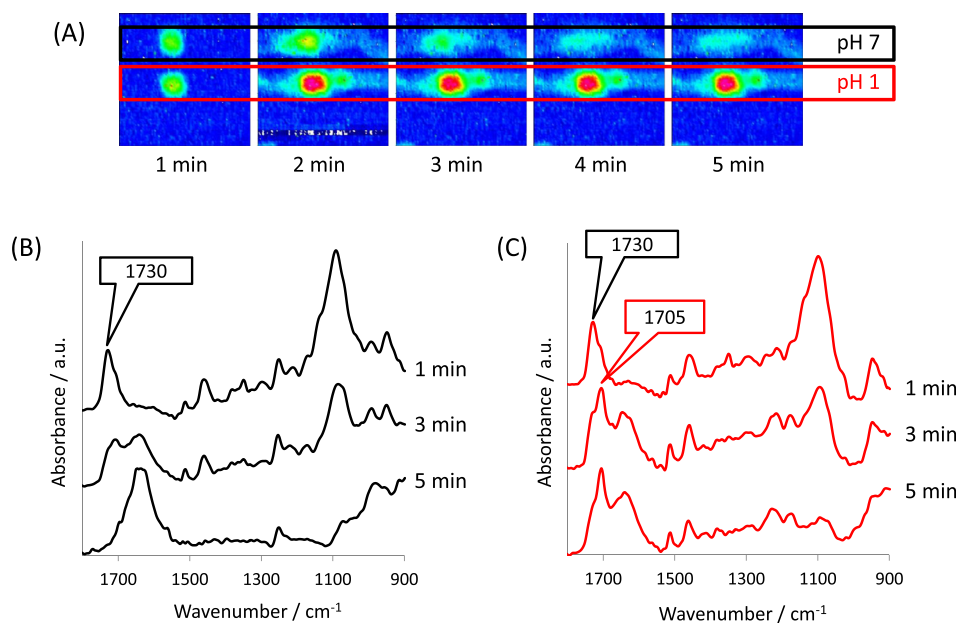 (A)
pH 7
pH 1
1 min
2 min
3 min
4 min
5 min
(B)
1730
1 min
3 min
5 min
Absorbance / a.u.
1700
1500
1300
1100
900
Wavenumber / cm⁻¹
(C)
1730
1705
1 min
3 min
5 min
Absorbance / a.u.
1700
1500
1300
1100
900
Wavenumber / cm⁻¹